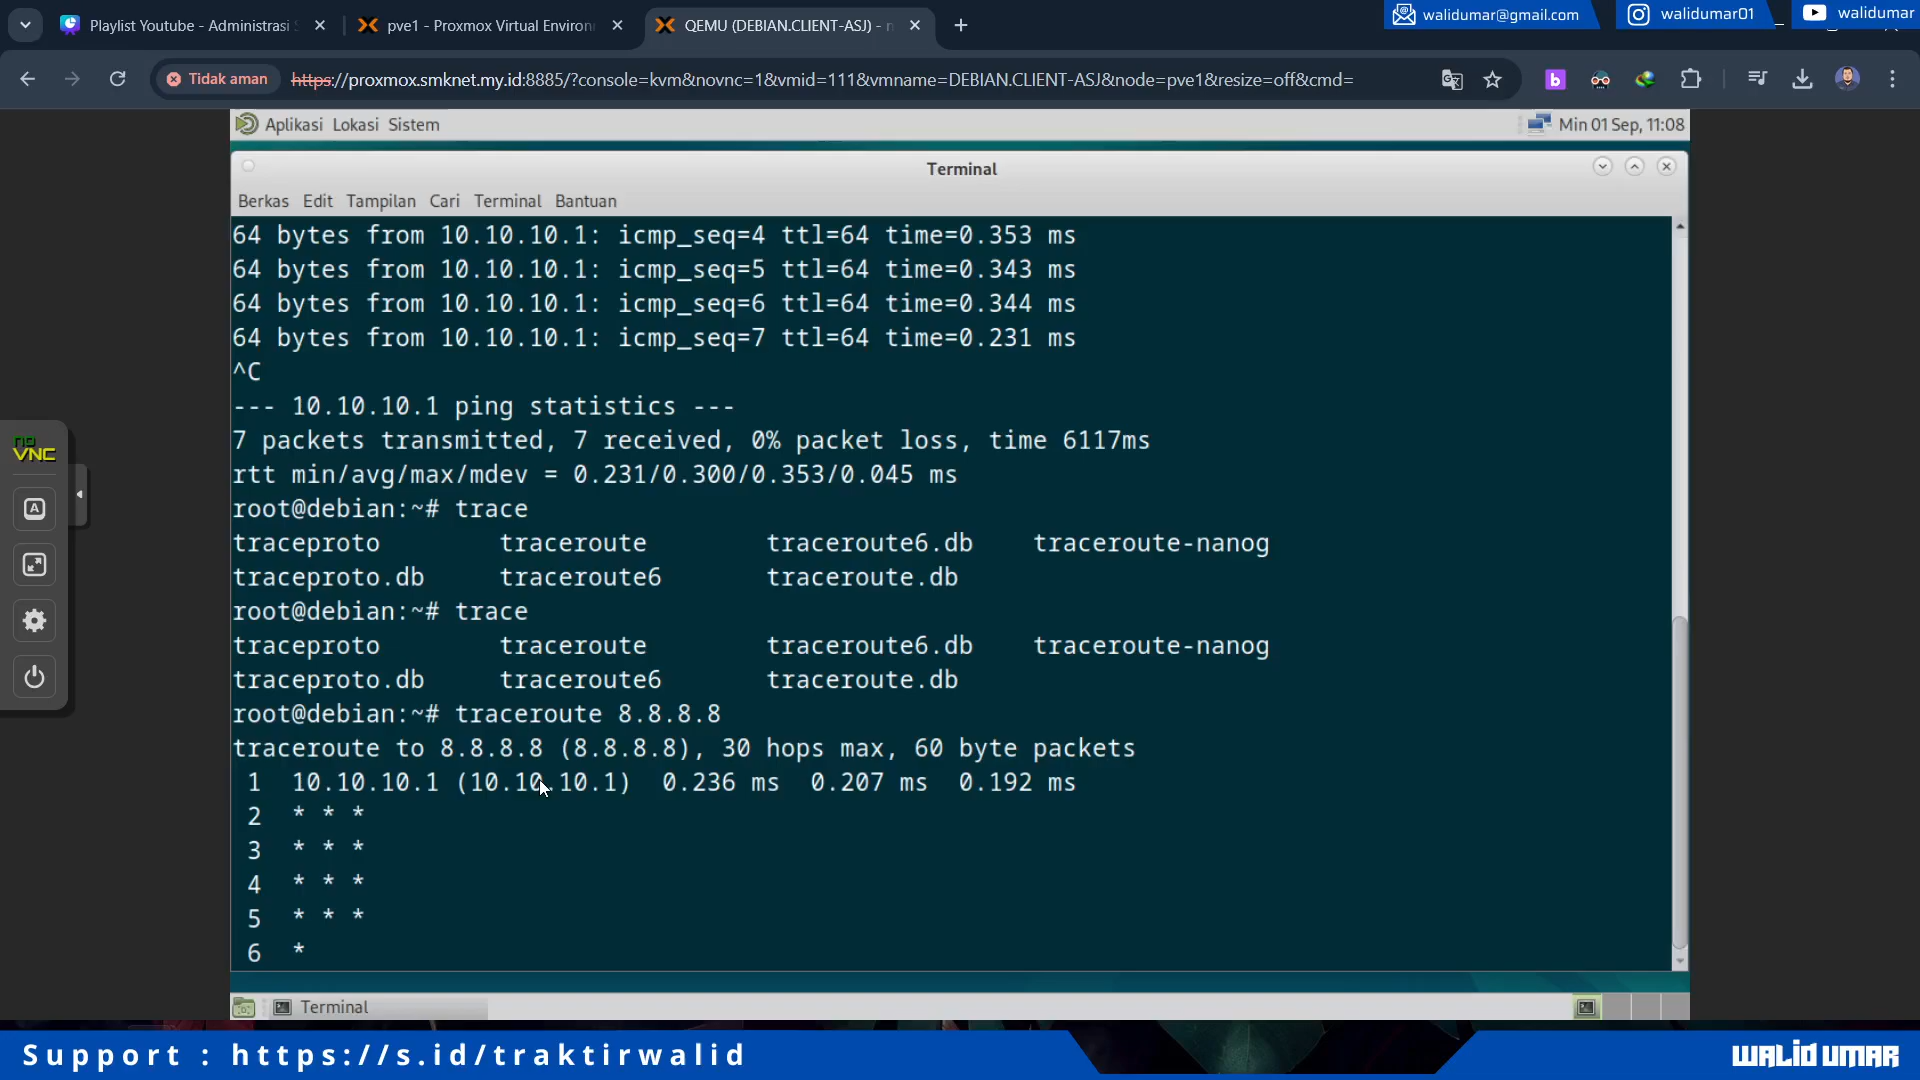 Playlist Youtube - Administrasi S
pve1 - Proxmox Virtual Environ
QEMU (DEBIAN.CLIENT-ASJ) - n
walidumar@gmail.com
walidumar01
walidumar
Tidak aman
https://proxmox.smknet.my.id:8885/?console=kvm&novnc=1&vmid=111&vmname=DEBIAN.CLIENT-ASJ&node=pve1&resize=off&cmd=
Aplikasi Lokasi Sistem
Min 01 Sep, 11:08
Terminal
Berkas Edit Tampilan Cari Terminal Bantuan
64 bytes from 10.10.10.1: icmp_seq=4 ttl=64 time=0.353 ms
64 bytes from 10.10.10.1: icmp_seq=5 ttl=64 time=0.343 ms
64 bytes from 10.10.10.1: icmp_seq=6 ttl=64 time=0.344 ms
64 bytes from 10.10.10.1: icmp_seq=7 ttl=64 time=0.231 ms
^C
--- 10.10.10.1 ping statistics ---
7 packets transmitted, 7 received, 0% packet loss, time 6117ms
rtt min/avg/max/mdev = 0.231/0.300/0.353/0.045 ms
root@debian:~# trace
traceproto traceroute traceroute6.db traceroute-nanog
traceproto.db traceroute6 traceroute.db
root@debian:~# trace
traceproto traceroute traceroute6.db traceroute-nanog
traceproto.db traceroute6 traceroute.db
root@debian:~# traceroute 8.8.8.8
traceroute to 8.8.8.8 (8.8.8.8), 30 hops max, 60 byte packets
1 10.10.10.1 (10.10.10.1) 0.236 ms 0.207 ms 0.192 ms
2 * * *
3 * * *
4 * * *
5 * * *
6 *
no
VNC
A
Terminal
Support : https://s.id/traktirwalid
WALID UMAR